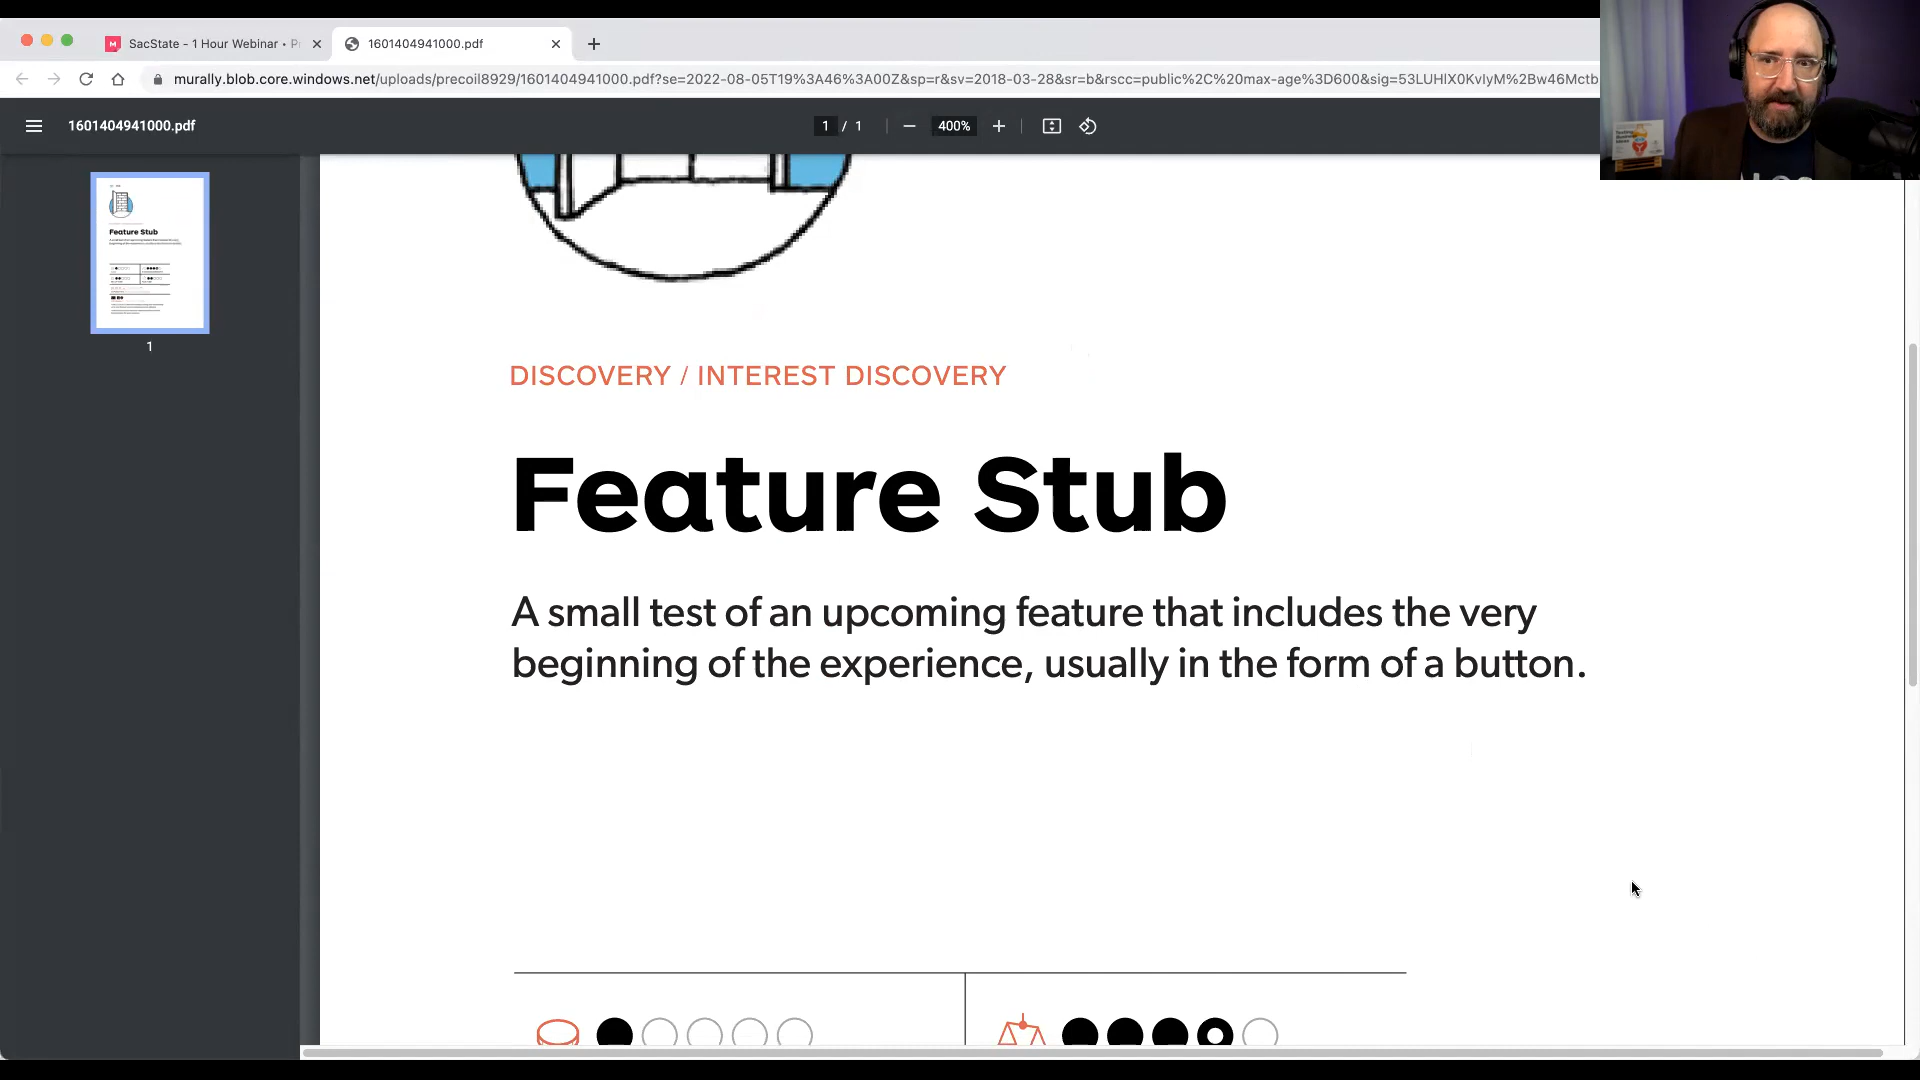 SacState - 1 Hour Webinar • P
1601404941000.pdf
murally.blob.core.windows.net/uploads/precoil8929/1601404941000.pdf?se=2022-08-05T19%3A46%3A00Z&sp=r&sv=2018-03-28&sr=b&rscc=public%2C%20max-age%3D600&sig=53LUHIX0KvIyM%2Bw46Mctb
1601404941000.pdf
1 / 1
400%
Feature Stub
1
DISCOVERY / INTEREST DISCOVERY
Feature Stub
A small test of an upcoming feature that includes the very
beginning of the experience, usually in the form of a button.